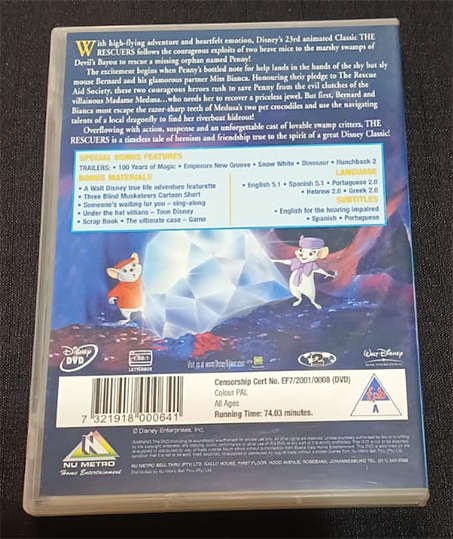 With high-flying adventure and heartfelt emotion, Disney's 23rd animated Classic THE
RESCUERS follows the courageous exploits of two brave mice to the marshy swamps of
Devil's Bayou to rescue a missing orphan named Penny!
The excitement begins when Penny's bottled note for help lands in the hands of the shy but sly
mouse Bernard and his glamorous partner Miss Bianca. Honouring their pledge to The Rescue
Aid Society, these two courageous heroes rush to save Penny from the evil clutches of the
villainous Madame Medusa...who needs her to recover a priceless jewel. But first, Bernard and
Bianca must escape the razor-sharp teeth of Medusa's two pet crocodiles and use the navigating
talents of a local dragonfly to find her riverboat hideout!
Overflowing with action, suspense and an unforgettable cast of lovable swamp critters, THE
RESCUERS is a timeless tale of heroism and friendship true to the spirit of a great Disney Classic!
SPECIAL BONUS FEATURES
TRAILERS: • 100 Years of Magic • Emperors New Groove • Snow White • Dinosaur • Hunchback 2
BONUS MATERIALS
• A Walt Disney true life adventure featurette
• Three Blind Musketeers Cartoon Short
• Someone's waiting for you – sing-along
• Under the hat villians – Toon Disney
• Scrap Book • The ultimate case – Game
LANGUAGE
• English 5.1 • Spanish 5.1 • Portuguese 2.0
• Hebrew 2.0 • Greek 2.0
SUBTITLES
• English for the hearing impaired
• Spanish • Portuguese
Disney
DVD
LETTERBOX
WALT DISNEY
7 321918 000641
Censorship Cert No. EF7/2001/0008 (DVD)
Colour PAL
All Ages
Running Time: 74.03 minutes.
A
© Disney Enterprises, Inc.
NU METRO
Home Entertainment